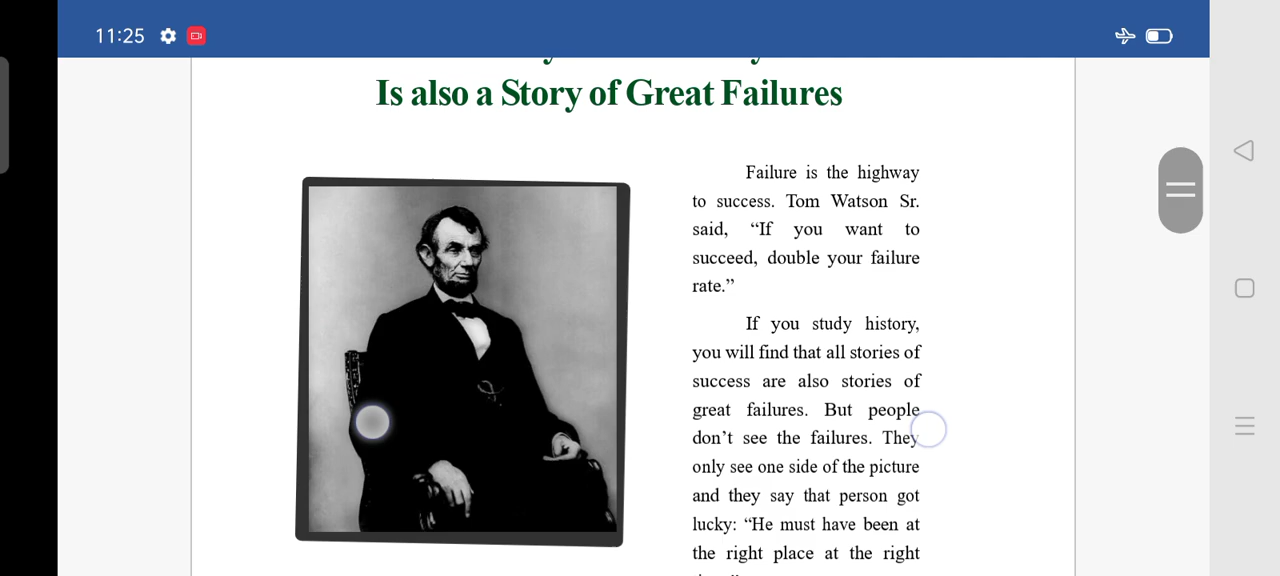 11:25
Is also a Story of Great Failures
Failure is the highway
to success. Tom Watson Sr.
said, “If you want to
succeed, double your failure
rate.”
If you study history,
you will find that all stories of
success are also stories of
great failures. But people
don’t see the failures. They
only see one side of the picture
and they say that person got
lucky: “He must have been at
the right place at the right